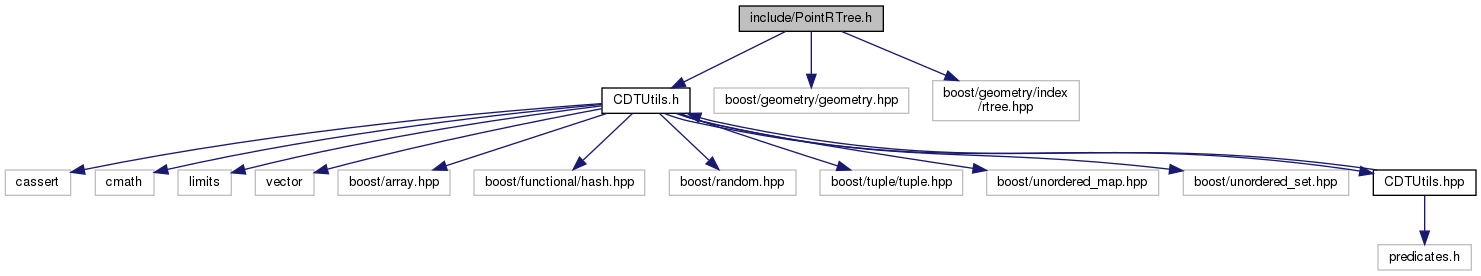 include/PointRTree.h
CDTUtils.h
boost/geometry/geometry.hpp
boost/geometry/index
/rtree.hpp
cassert
cmath
limits
vector
boost/array.hpp
boost/functional/hash.hpp
boost/random.hpp
boost/tuple/tuple.hpp
boost/unordered_map.hpp
boost/unordered_set.hpp
CDTUtils.hpp
predicates.h